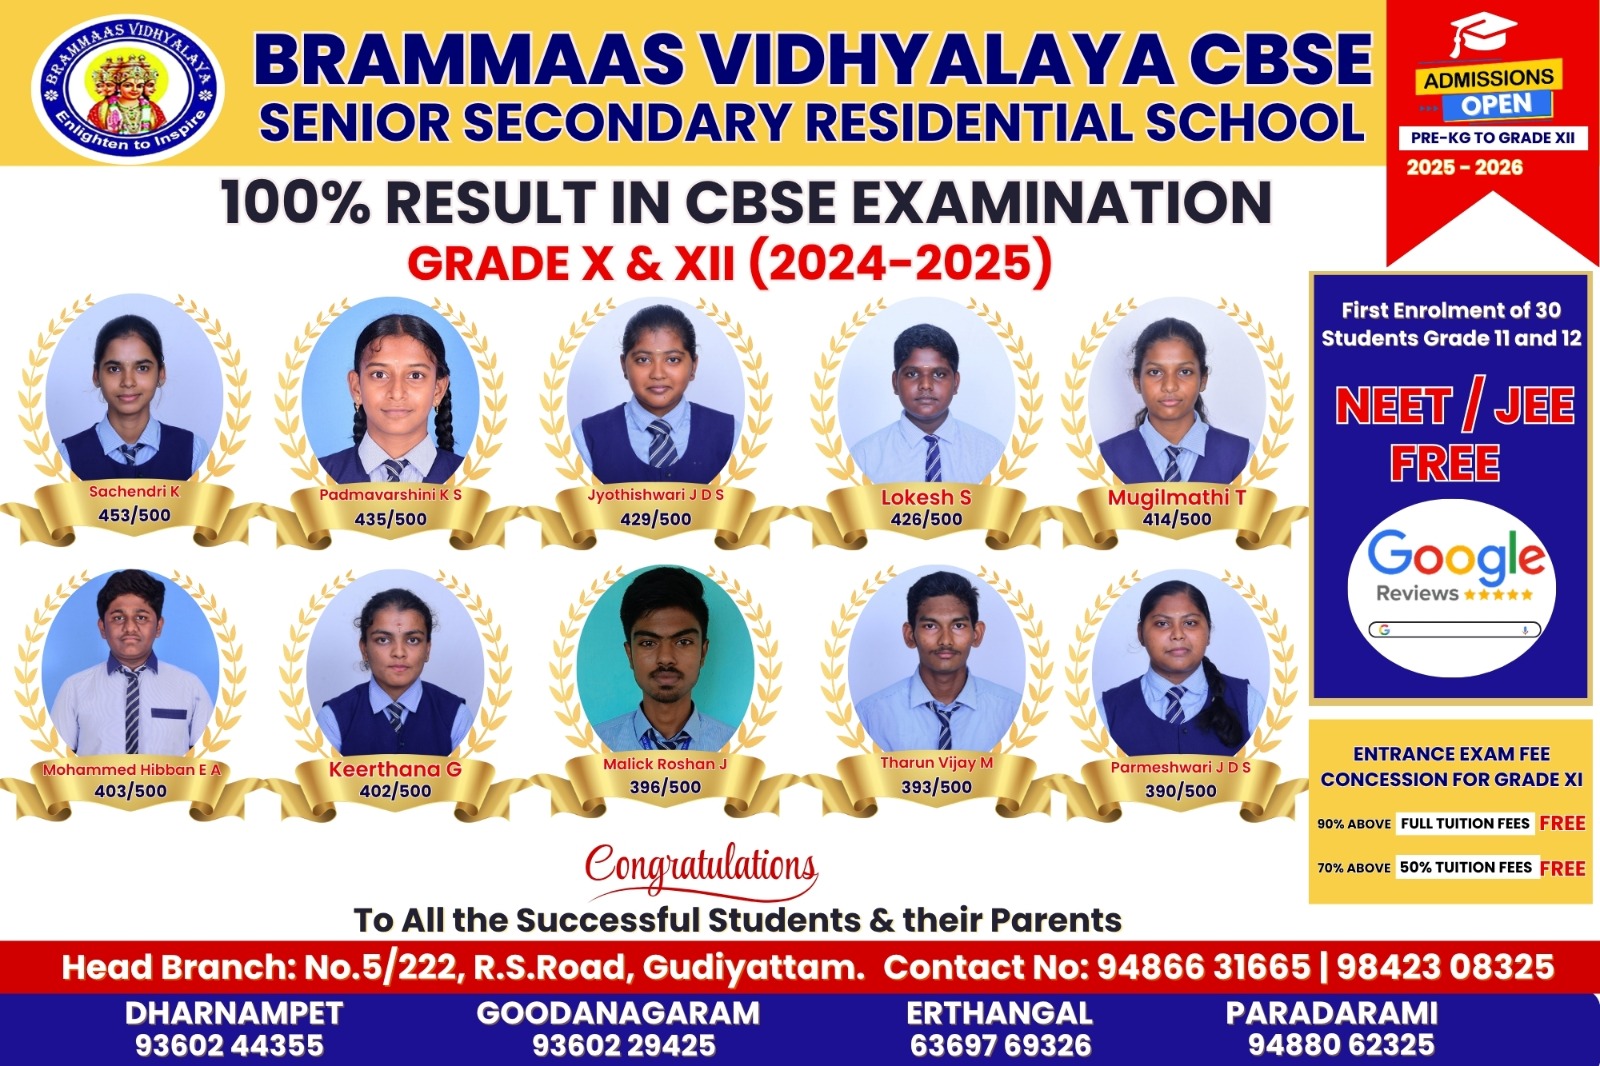 BRAMMAAS VIDHYALAYA
Enlighten to Inspire
BRAMMAAS VIDHYALAYA CBSE
SENIOR SECONDARY RESIDENTIAL SCHOOL
ADMISSIONS
OPEN
PRE-KG TO GRADE XII
2025 - 2026
100% RESULT IN CBSE EXAMINATION
GRADE X & XII (2024-2025)
Sachendri K
453/500
Padmavarshini K S
435/500
Jyothishwari J D S
429/500
Lokesh S
426/500
Mugilmathi T
414/500
Mohammed Hibban E A
403/500
Keerthana G
402/500
Malick Roshan J
396/500
Tharun Vijay M
393/500
Parmeshwari J D S
390/500
First Enrolment of 30
Students Grade 11 and 12
NEET / JEE
FREE
Google
Reviews
G
ENTRANCE EXAM FEE
CONCESSION FOR GRADE XI
90% ABOVE FULL TUITION FEES FREE
70% ABOVE 50% TUITION FEES FREE
Congratulations
To All the Successful Students & their Parents
Head Branch: No.5/222, R.S.Road, Gudiyattam. Contact No: 94866 31665 | 98423 08325
DHARNAMPET
93602 44355
GOODANAGARAM
93602 29425
ERTHANGAL
63697 69326
PARADARAMI
94880 62325